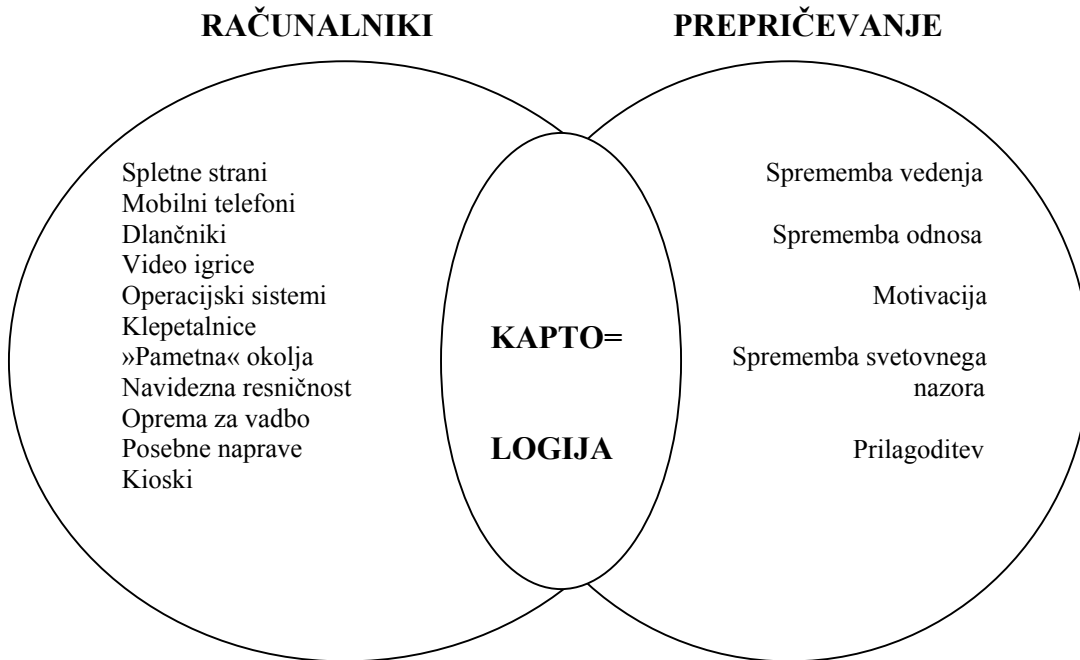 RAČUNALNIKI
PREPRIČEVANJE
Spletne strani
Mobilni telefoni
Dlančniki
Video igrice
Operacijski sistemi
Klepetalnice
»Pametna« okolja
Navidezna resničnost
Oprema za vadbo
Posebne naprave
Kioski
KAPTO=
LOGIJA
Sprememba vedenja
Sprememba odnosa
Motivacija
Sprememba svetovnega
nazora
Prilagoditev